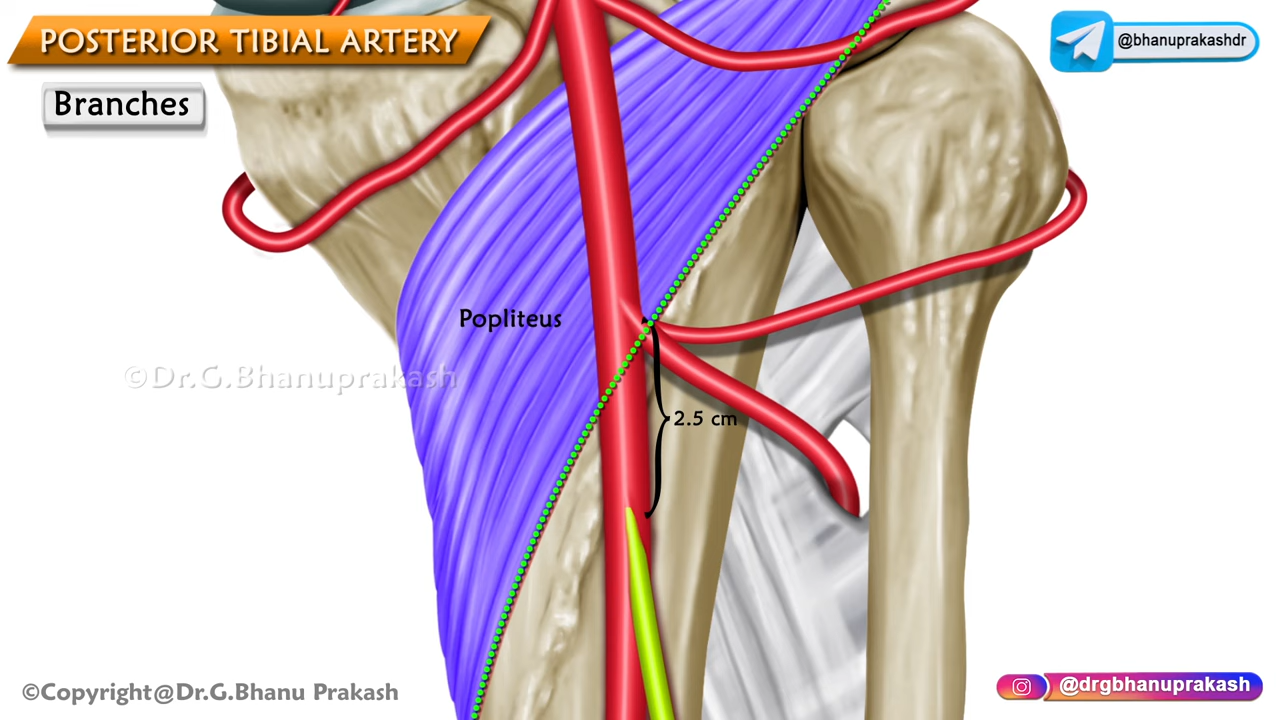 POSTERIOR TIBIAL ARTERY
@bhanuprakashdr
Branches
Popliteus
©Dr.G.Bhanuprakash
2.5 cm
©Copyright@Dr.G.Bhanu Prakash
@drgbhanuprakash